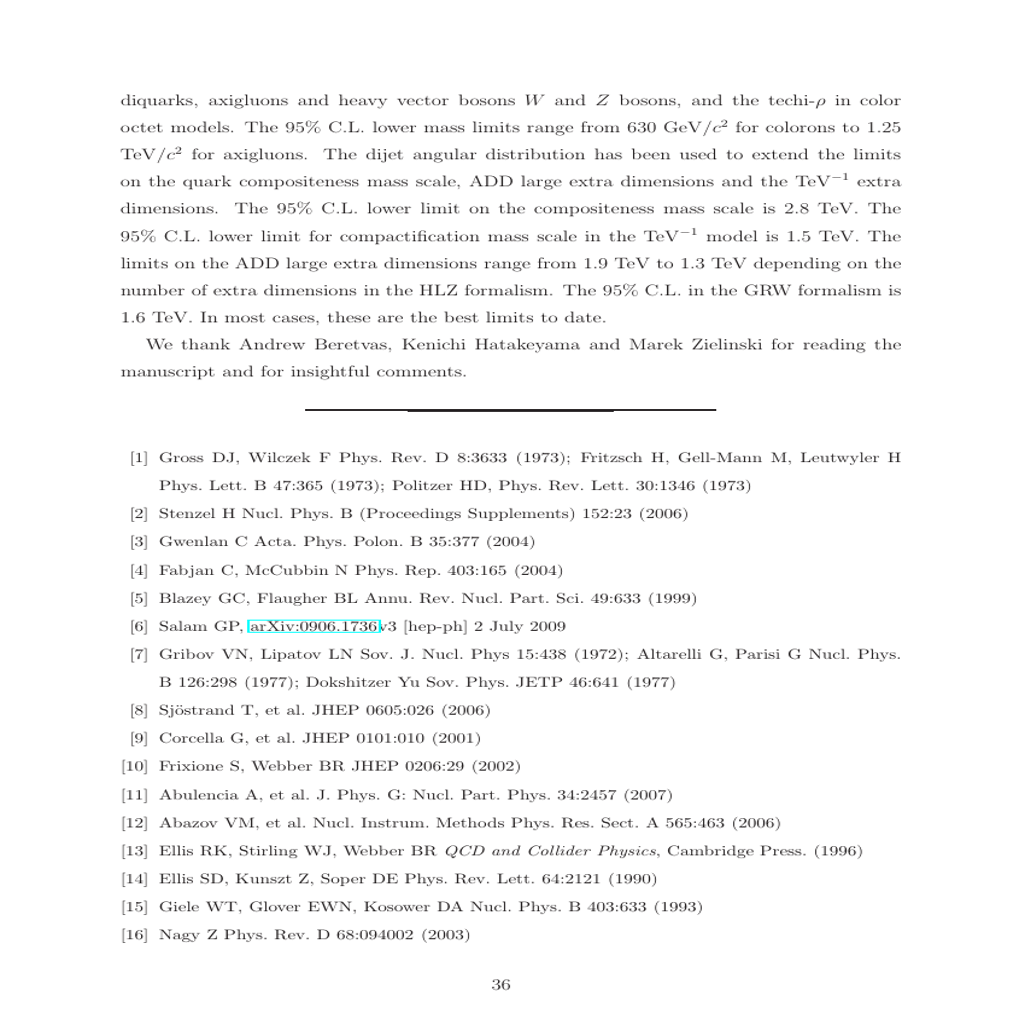 diquarks, axigluons and heavy vector bosons W and Z bosons, and the techi-ρ in color
octet models. The 95% C.L. lower mass limits range from 630 GeV/c² for colorons to 1.25
TeV/c² for axigluons. The dijet angular distribution has been used to extend the limits
on the quark compositeness mass scale, ADD large extra dimensions and the TeV⁻¹ extra
dimensions. The 95% C.L. lower limit on the compositeness mass scale is 2.8 TeV. The
95% C.L. lower limit for compactification mass scale in the TeV⁻¹ model is 1.5 TeV. The
limits on the ADD large extra dimensions range from 1.9 TeV to 1.3 TeV depending on the
number of extra dimensions in the HLZ formalism. The 95% C.L. in the GRW formalism is
1.6 TeV. In most cases, these are the best limits to date.
We thank Andrew Beretvas, Kenichi Hatakeyama and Marek Zielinski for reading the
manuscript and for insightful comments.
[1] Gross DJ, Wilczek F Phys. Rev. D 8:3633 (1973); Fritzsch H, Gell-Mann M, Leutwyler H
Phys. Lett. B 47:365 (1973); Politzer HD, Phys. Rev. Lett. 30:1346 (1973)
[2] Stenzel H Nucl. Phys. B (Proceedings Supplements) 152:23 (2006)
[3] Gwenlan C Acta. Phys. Polon. B 35:377 (2004)
[4] Fabjan C, McCubbin N Phys. Rep. 403:165 (2004)
[5] Blazey GC, Flaugher BL Annu. Rev. Nucl. Part. Sci. 49:633 (1999)
[6] Salam GP, arXiv:0906.1736v3 [hep-ph] 2 July 2009
[7] Gribov VN, Lipatov LN Sov. J. Nucl. Phys 15:438 (1972); Altarelli G, Parisi G Nucl. Phys.
B 126:298 (1977); Dokshitzer Yu Sov. Phys. JETP 46:641 (1977)
[8] Sjöstrand T, et al. JHEP 0605:026 (2006)
[9] Corcella G, et al. JHEP 0101:010 (2001)
[10] Frixione S, Webber BR JHEP 0206:29 (2002)
[11] Abulencia A, et al. J. Phys. G: Nucl. Part. Phys. 34:2457 (2007)
[12] Abazov VM, et al. Nucl. Instrum. Methods Phys. Res. Sect. A 565:463 (2006)
[13] Ellis RK, Stirling WJ, Webber BR QCD and Collider Physics, Cambridge Press. (1996)
[14] Ellis SD, Kunszt Z, Soper DE Phys. Rev. Lett. 64:2121 (1990)
[15] Giele WT, Glover EWN, Kosower DA Nucl. Phys. B 403:633 (1993)
[16] Nagy Z Phys. Rev. D 68:094002 (2003)
36